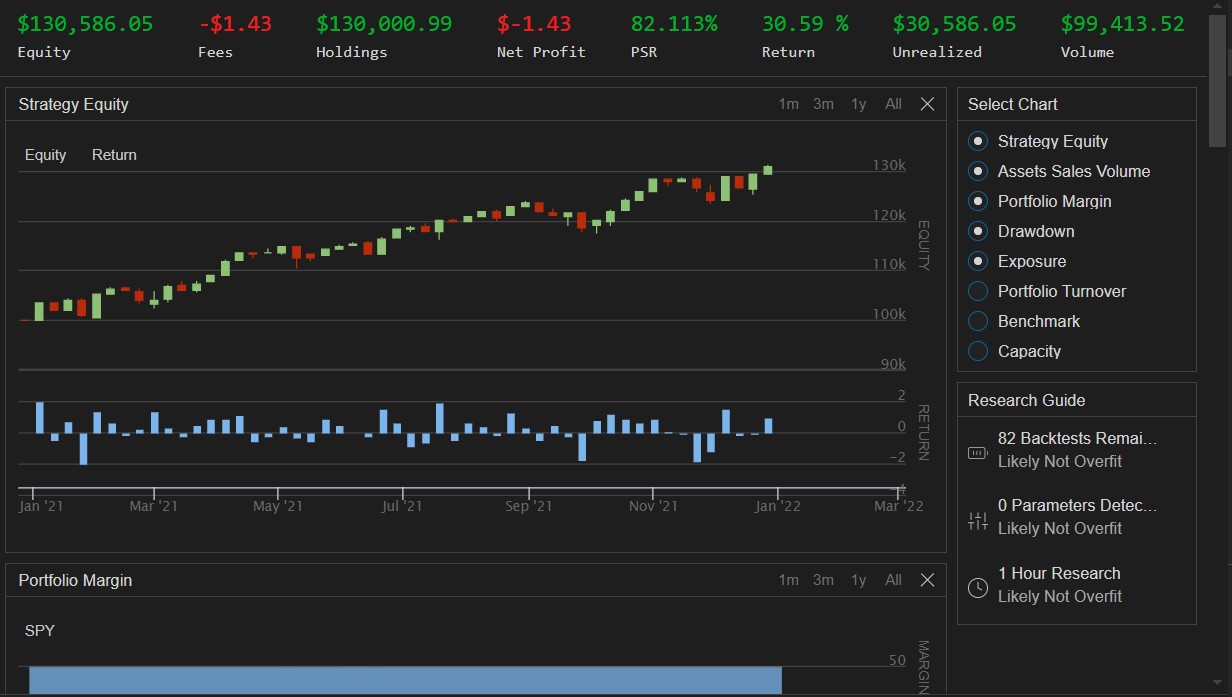 $130,586.05 -$1.43 $130,000.99 $-1.43 82.113% 30.59 % $30,586.05 $99,413.52
Equity Fees Holdings Net Profit PSR Return Unrealized Volume
Strategy Equity 1m 3m 1y All
Equity Return
130k
120k
110k
100k
90k
EQUITY
2
0
-2
-4
RETURN
Jan '21 Mar '21 May '21 Jul '21 Sep '21 Nov '21 Jan '22 Mar '22
Portfolio Margin 1m 3m 1y All
SPY
50
MARGIN
Select Chart
Strategy Equity
Assets Sales Volume
Portfolio Margin
Drawdown
Exposure
Portfolio Turnover
Benchmark
Capacity
Research Guide
82 Backtests Remai...
Likely Not Overfit
0 Parameters Detec...
Likely Not Overfit
1 Hour Research
Likely Not Overfit